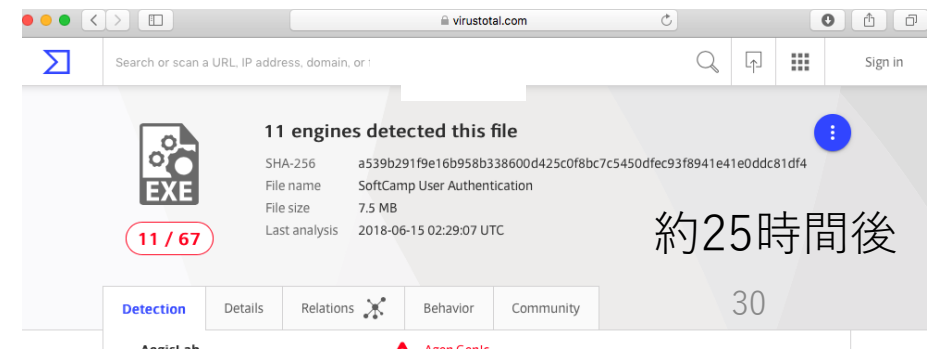 virustotal.com
Search or scan a URL, IP address, domain, or
Sign in
11 engines detected this file
SHA-256 a539b291f9e16b958b338600d425c0f8bc7c5450dfec93f8941e41e0ddc81df4
File name SoftCamp User Authentication
File size 7.5 MB
Last analysis 2018-06-15 02:29:07 UTC
EXE
11 / 67
約25時間後
30
Detection Details Relations Behavior Community
AegisLab